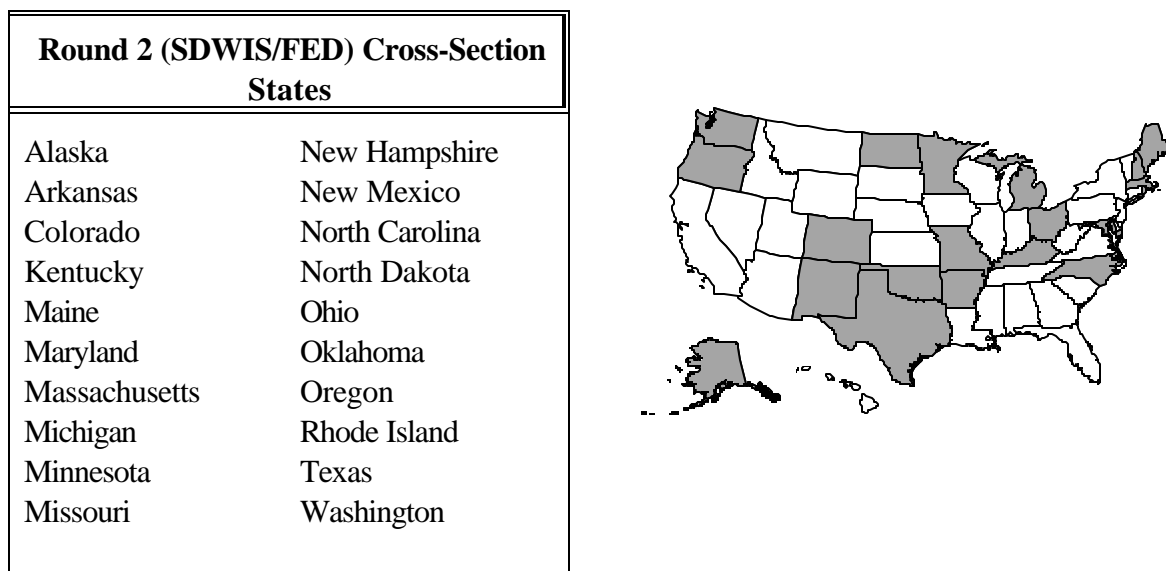 Round 2 (SDWIS/FED) Cross-Section
States
Alaska New Hampshire
Arkansas New Mexico
Colorado North Carolina
Kentucky North Dakota
Maine Ohio
Maryland Oklahoma
Massachusetts Oregon
Michigan Rhode Island
Minnesota Texas
Missouri Washington